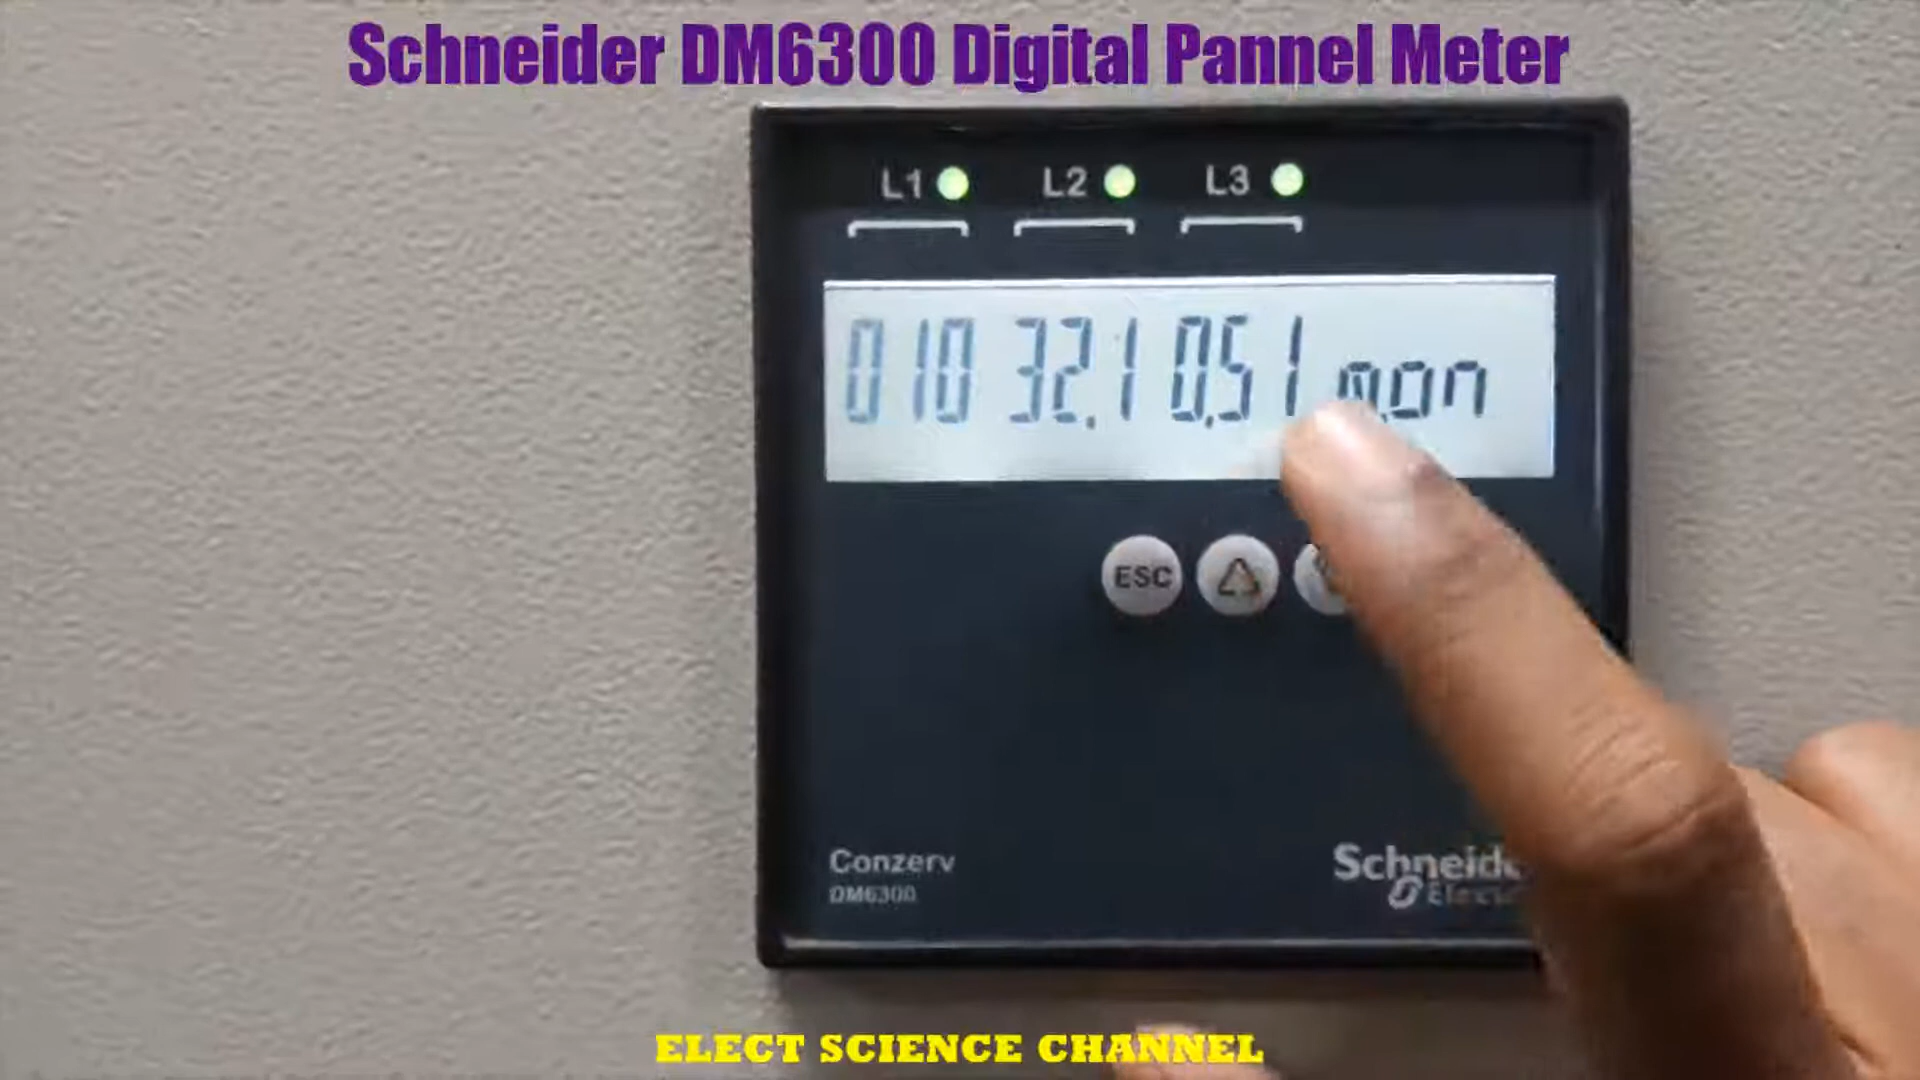 Schneider DM6300 Digital Pannel Meter
L1 L2 L3
010 32.1 0.51
ESC
Conzerv
DM6300
ELECT SCIENCE CHANNEL